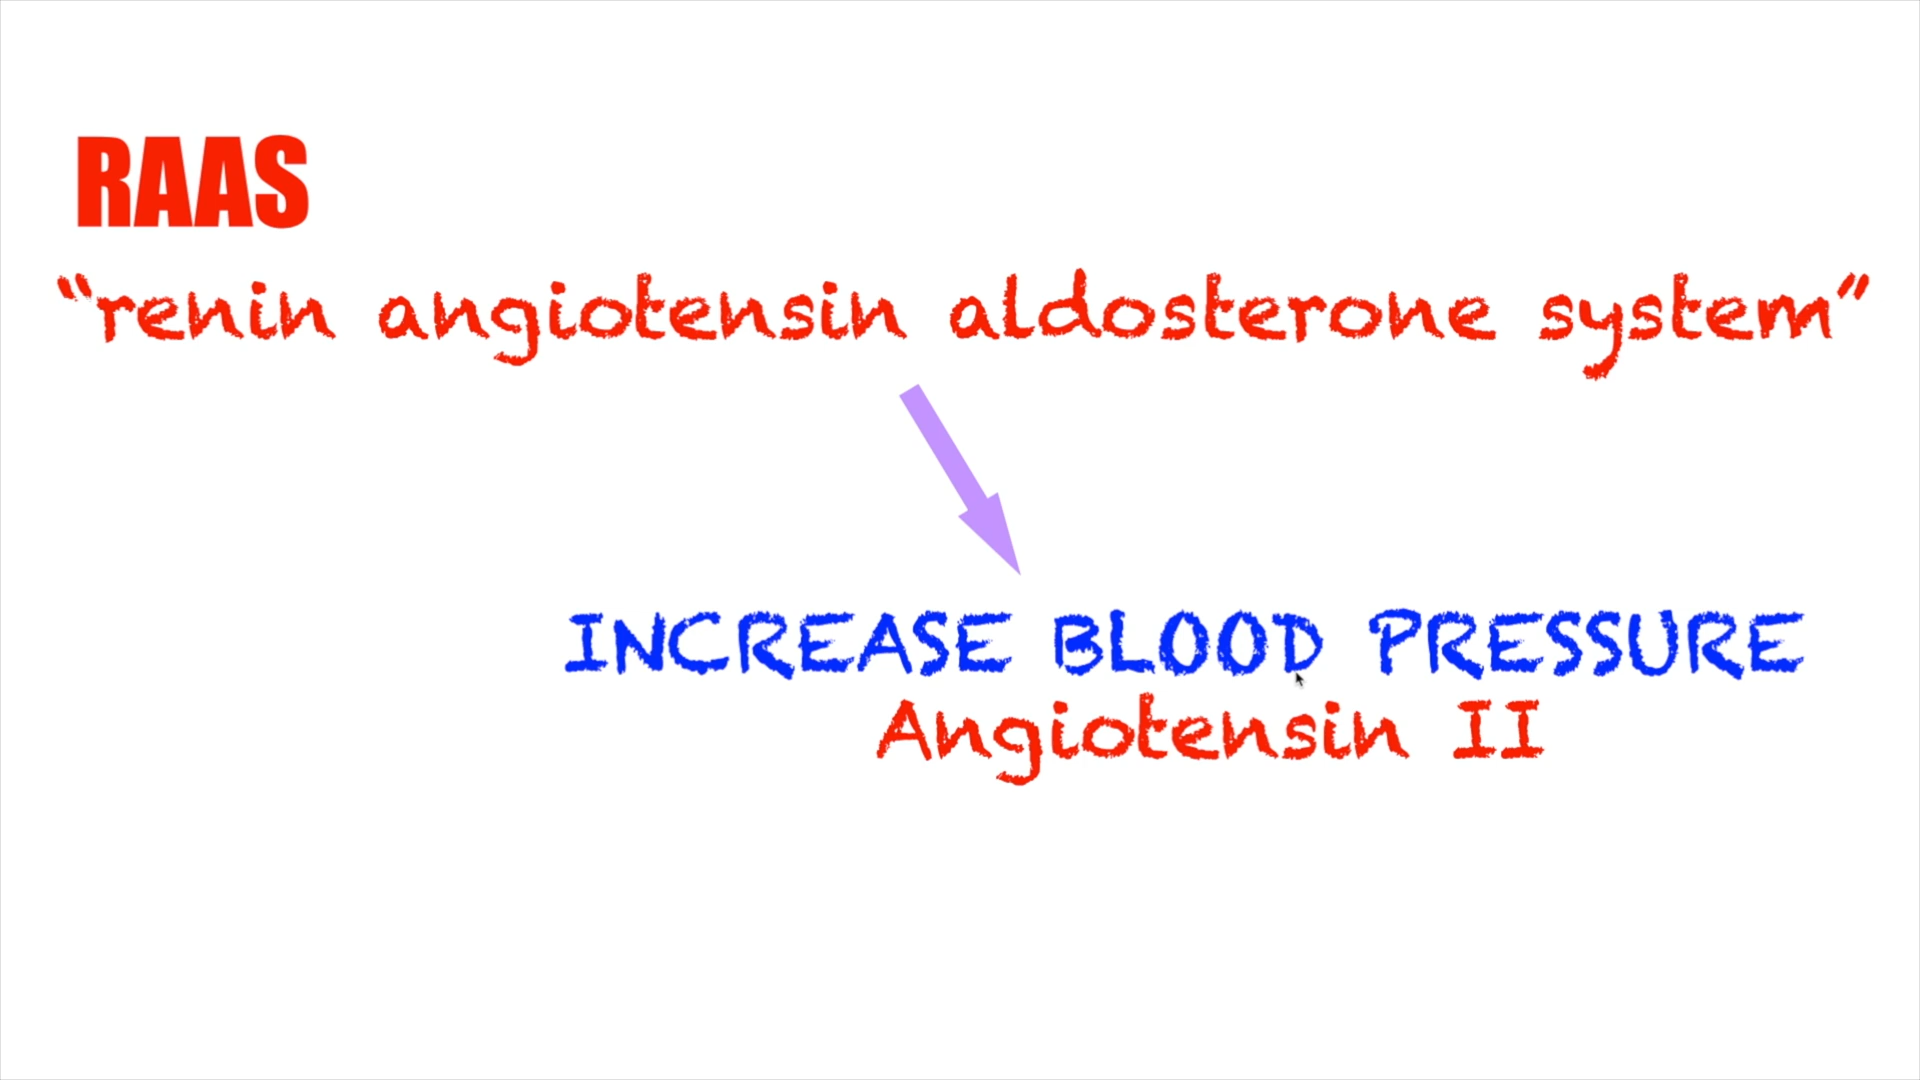 RAAS
“renin angiotensin aldosterone system”
INCREASE BLOOD PRESSURE
Angiotensin II